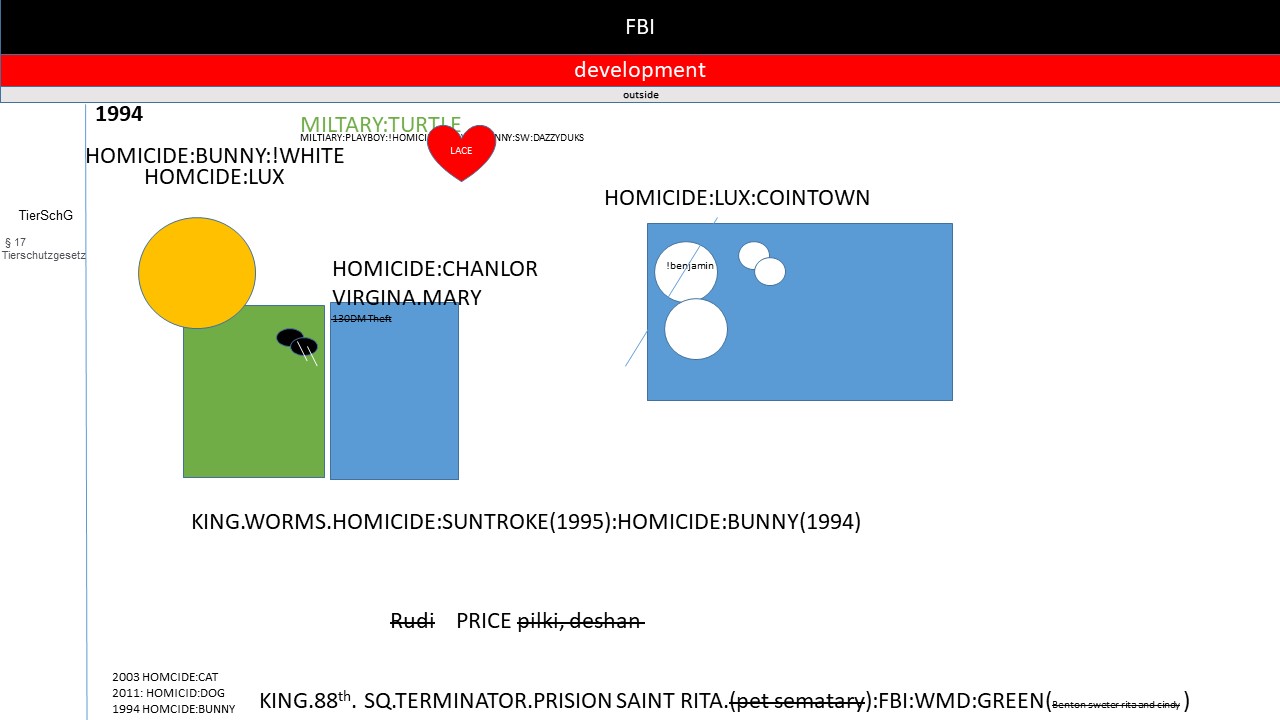 FBI
development
outside
1994
MILTARY:TURTLE
MILTIARY:PLAYBOY:!HOMICI NNY:SW:DAZZYDUKS
LACE
HOMICIDE:BUNNY:!WHITE
HOMCIDE:LUX
HOMICIDE:LUX:COINTOWN
TierSchG
§ 17
Tierschutzgesetz
!benjamin
HOMICIDE:CHANLOR
VIRGINA.MARY
130DM Theft
KING.WORMS.HOMICIDE:SUNTROKE(1995):HOMICIDE:BUNNY(1994)
Rudi PRICE pilki, deshan
2003 HOMCIDE:CAT
2011: HOMICID:DOG
1994 HOMCIDE:BUNNY
KING.88th. SQ.TERMINATOR.PRISION SAINT RITA.(pet sematary):FBI:WMD:GREEN(Benton sweter rita and cindy )